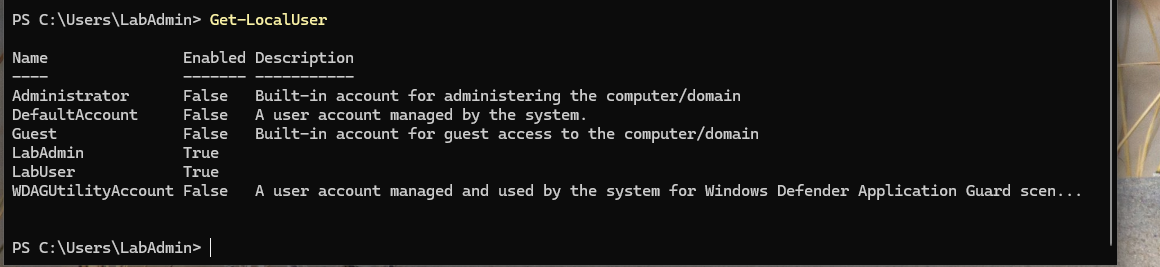 PS C:\Users\LabAdmin> Get-LocalUser
Name Enabled Description
---- ------- -----------
Administrator False Built-in account for administering the computer/domain
DefaultAccount False A user account managed by the system.
Guest False Built-in account for guest access to the computer/domain
LabAdmin True
LabUser True
WDAGUtilityAccount False A user account managed and used by the system for Windows Defender Application Guard scen...
PS C:\Users\LabAdmin>